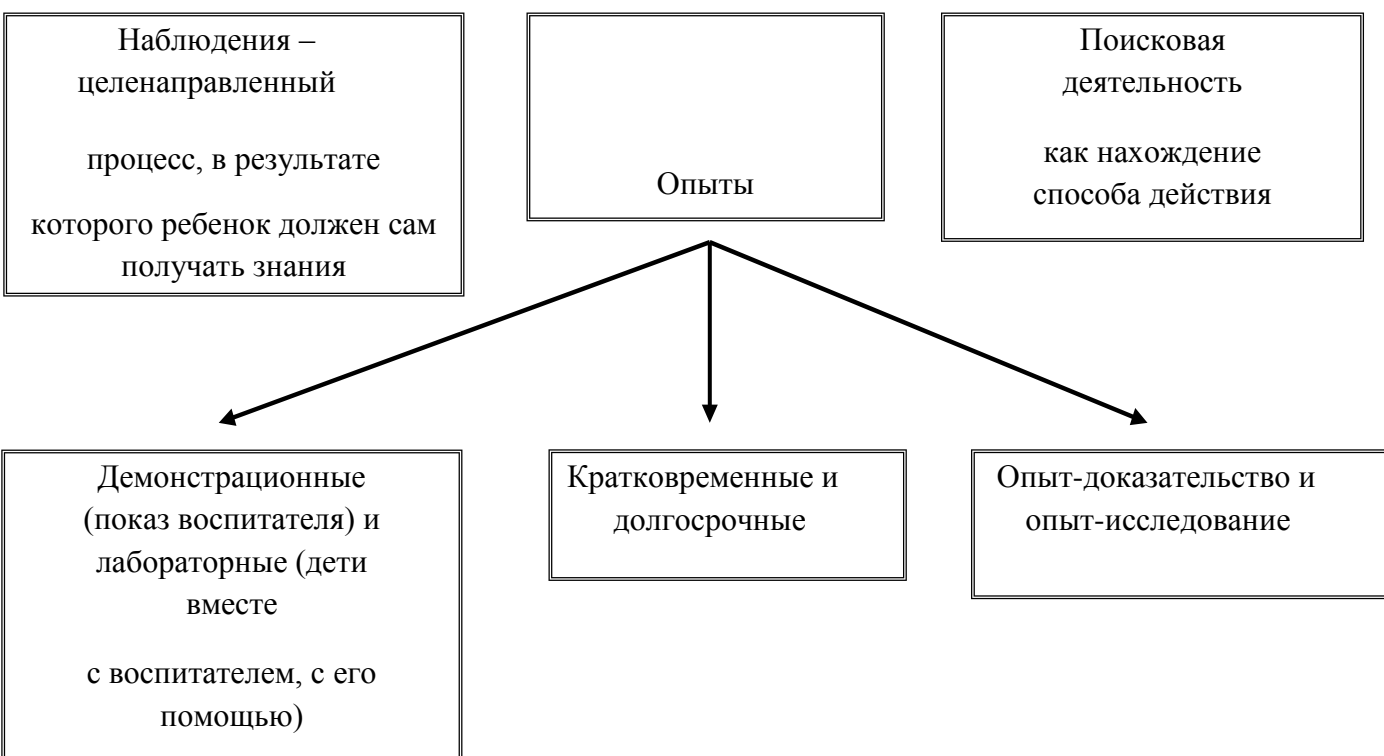 Наблюдения –
целенаправленный
процесс, в результате
которого ребенок должен сам
получать знания
Опыты
Поисковая
деятельность
как нахождение
способа действия
Демонстрационные
(показ воспитателя) и
лабораторные (дети
вместе
с воспитателем, с его
помощью)
Кратковременные и
долгосрочные
Опыт-доказательство и
опыт-исследование